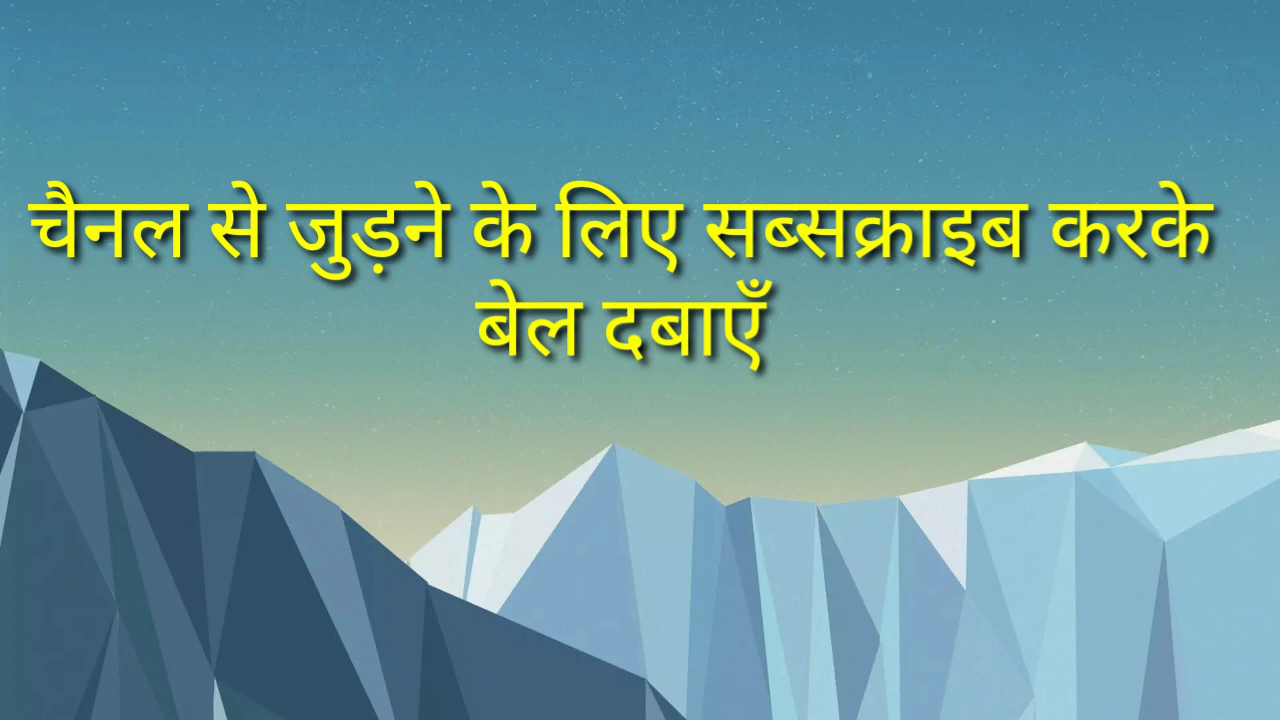 चैनल से जुड़ने के लिए सब्सक्राइब करके
बेल दबाएँ